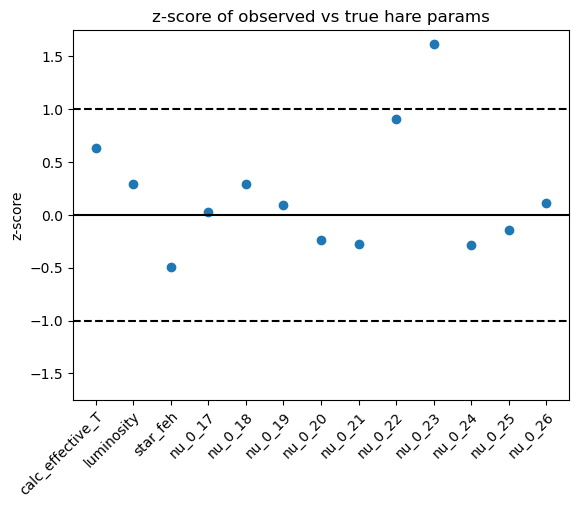 z-score of observed vs true hare params
z-score
1.5
1.0
0.5
0.0
−0.5
−1.0
−1.5
calc_effective_T
luminosity
star_feh
nu_0_17
nu_0_18
nu_0_19
nu_0_20
nu_0_21
nu_0_22
nu_0_23
nu_0_24
nu_0_25
nu_0_26